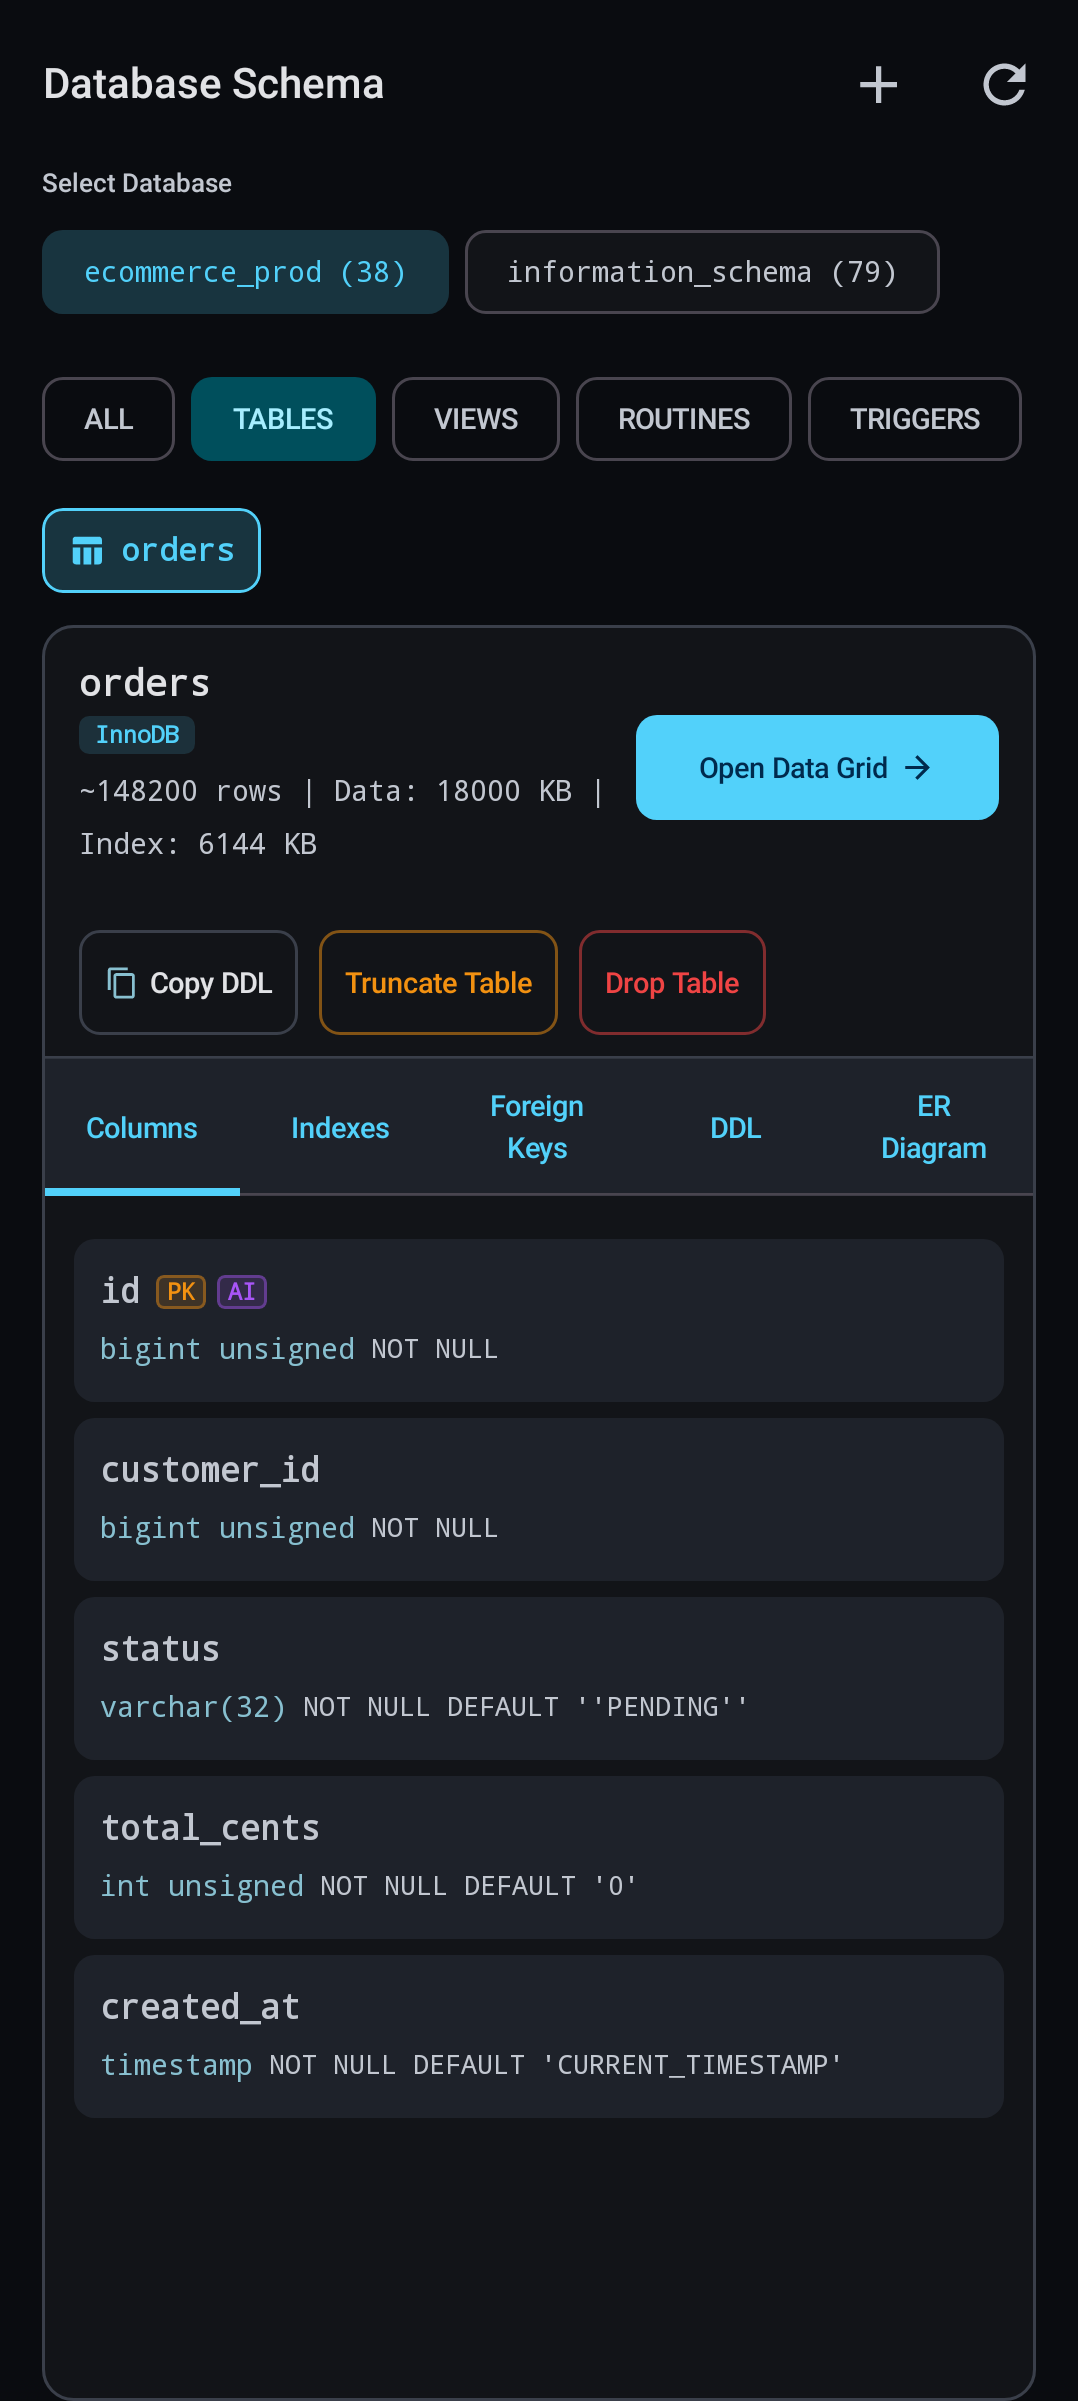 Database Schema
Select Database
ecommerce_prod (38)
information_schema (79)
ALL
TABLES
VIEWS
ROUTINES
TRIGGERS
orders
orders
InnoDB
~148200 rows | Data: 18000 KB |
Index: 6144 KB
Open Data Grid →
Copy DDL
Truncate Table
Drop Table
Columns
Indexes
Foreign
Keys
DDL
ER
Diagram
id PK AI
bigint unsigned NOT NULL
customer_id
bigint unsigned NOT NULL
status
varchar(32) NOT NULL DEFAULT ''PENDING''
total_cents
int unsigned NOT NULL DEFAULT '0'
created_at
timestamp NOT NULL DEFAULT 'CURRENT_TIMESTAMP'